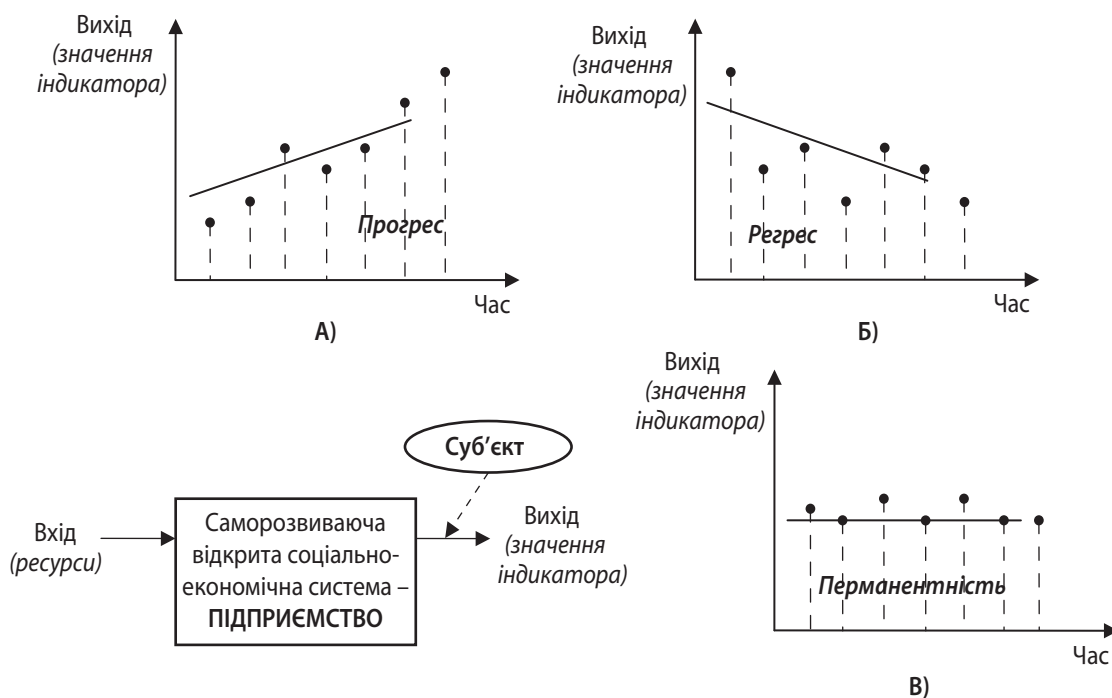 Вихід
(значення
індикатора)
Прогрес
Час
А)
Вихід
(значення
індикатора)
Регрес
Час
Б)
Суб’єкт
Вхід
(ресурси)
Саморозвиваюча
відкрита соціально-
економічна система –
ПІДПРИЄМСТВО
Вихід
(значення
індикатора)
Вихід
(значення
індикатора)
Перманентність
Час
В)